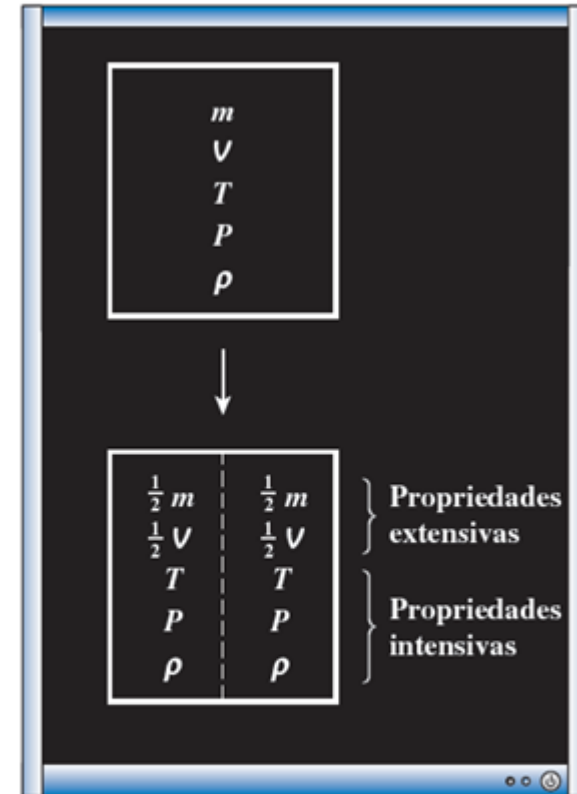 m
V
T
P
ρ
½ m ½ m
½ V ½ V
T T
P P
ρ ρ
Propriedades
extensivas
Propriedades
intensivas